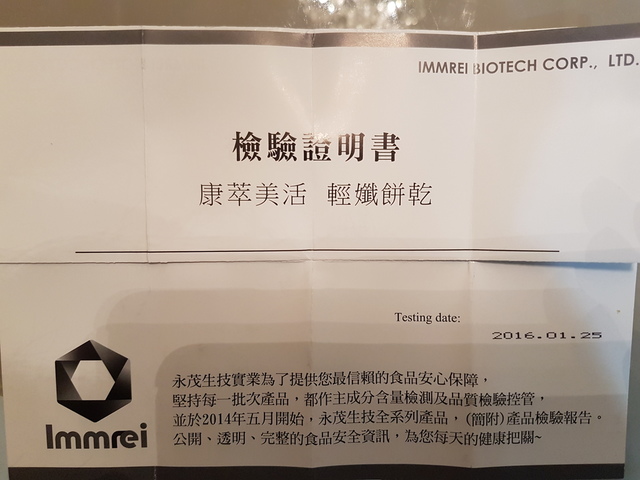 IMMREI BIOTECH CORP., LTD.
檢驗證明書
康萃美活 輕孅餅乾
Testing date:
2016.01.25
永茂生技實業為了提供您最信賴的食品安心保障，
堅持每一批次產品，都作主成分含量檢測及品質檢驗控管，
並於2014年五月開始，永茂生技全系列產品，(簡附)產品檢驗報告。
公開、透明、完整的食品安全資訊，為您每天的健康把關~
Immrei